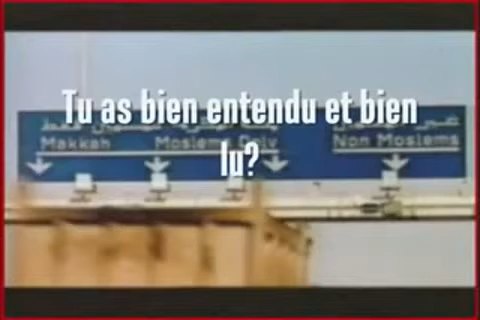 Tu as bien entendu et bien
lu?
Makkah
Moslems Only
Non Moslems